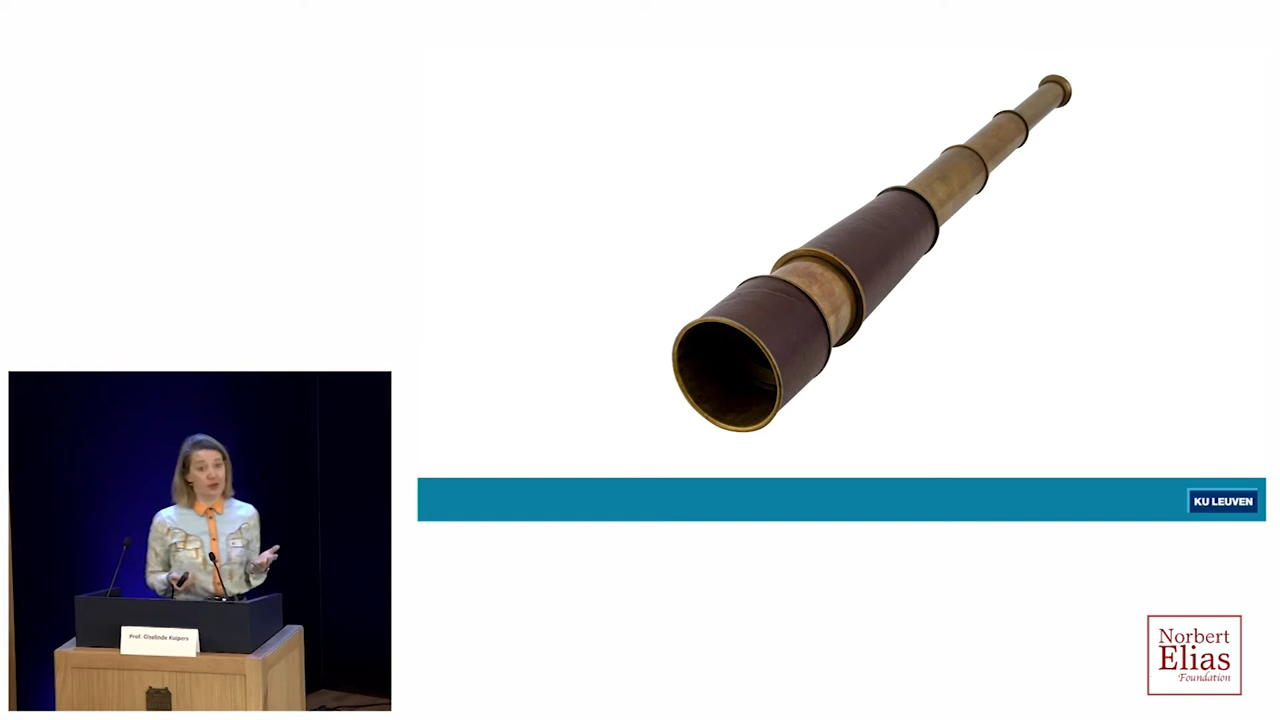 KU LEUVEN
Prof. Giselinde Kuipers
Norbert
Elias
Foundation